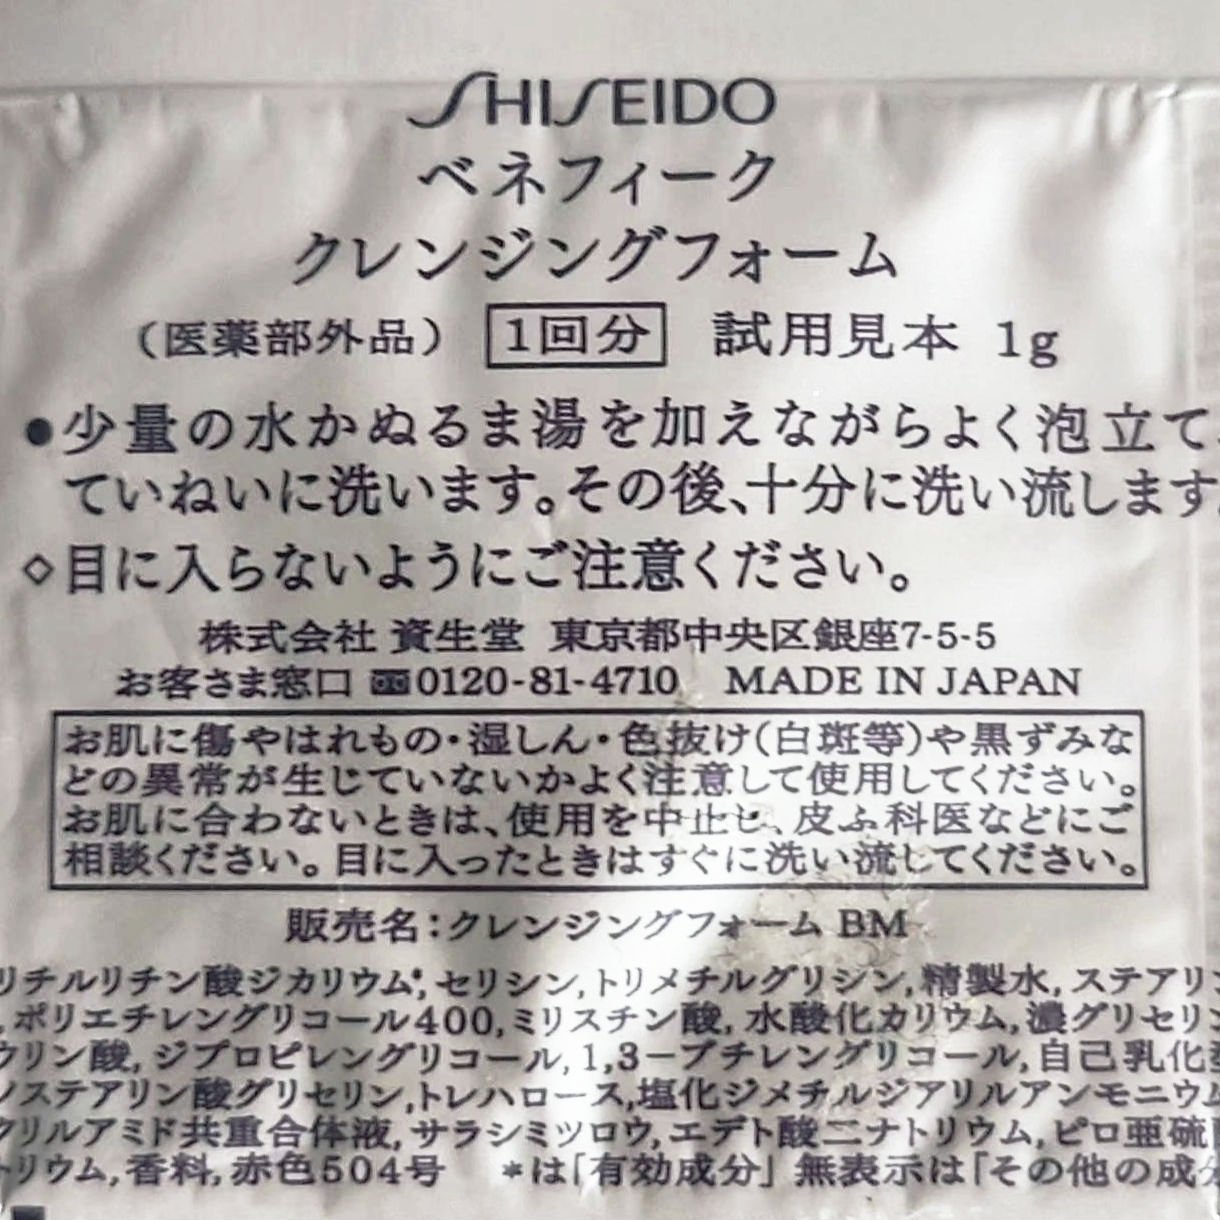 SHISEIDO
ベネフィーク
クレンジングフォーム
（医薬部外品） 1回分 試用見本 1g
●少量の水かぬるま湯を加えながらよく泡立て、
ていねいに洗います。その後、十分に洗い流します。
◇目に入らないようにご注意ください。
株式会社 資生堂 東京都中央区銀座7-5-5
お客さま窓口 0120-81-4710 MADE IN JAPAN
お肌に傷やはれもの・湿しん・色抜け(白斑等)や黒ずみな
どの異常が生じていないかよく注意して使用してください。
お肌に合わないときは、使用を中止し、皮ふ科医などにご
相談ください。目に入ったときはすぐに洗い流してください。
販売名：クレンジングフォーム BM
リチルリチン酸ジカリウム*,セリシン,トリメチルグリシン,精製水,ステアリン
,ポリエチレングリコール400,ミリスチン酸,水酸化カリウム,濃グリセリン
ウリン酸,ジプロピレングリコール,1,3－ブチレングリコール,自己乳化型
ノステアリン酸グリセリン,トレハロース,塩化ジメチルジアリルアンモニウム
クリルアミド共重合体液,サラシミツロウ,エデト酸二ナトリウム,ピロ亜硫
トリウム,香料,赤色504号 *は「有効成分」 無表示は「その他の成分